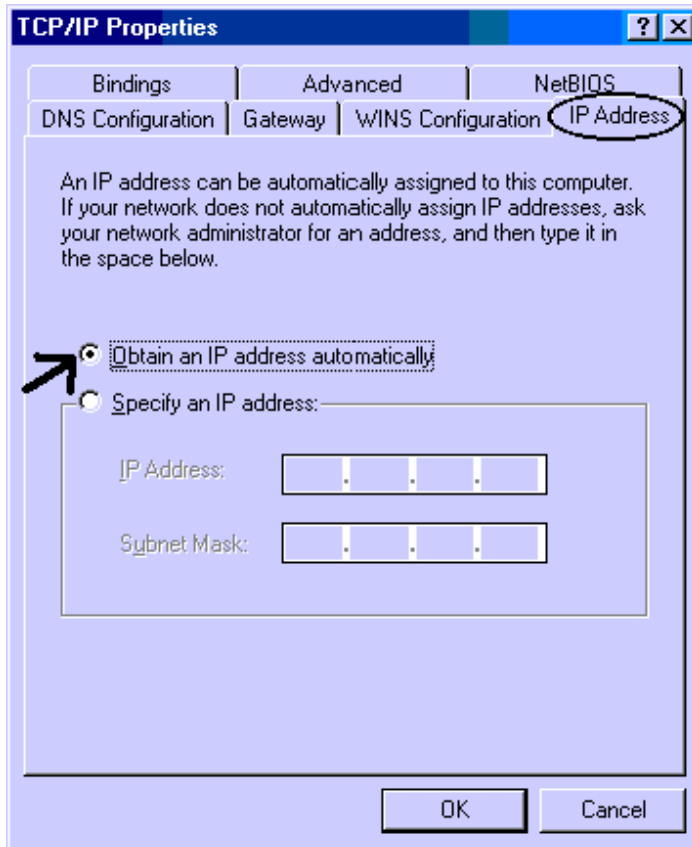 TCP/IP Properties
Bindings Advanced NetBIOS
DNS Configuration Gateway WINS Configuration IP Address
An IP address can be automatically assigned to this computer.
If your network does not automatically assign IP addresses, ask
your network administrator for an address, and then type it in
the space below.
Obtain an IP address automatically
Specify an IP address:
IP Address:
Subnet Mask:
OK Cancel